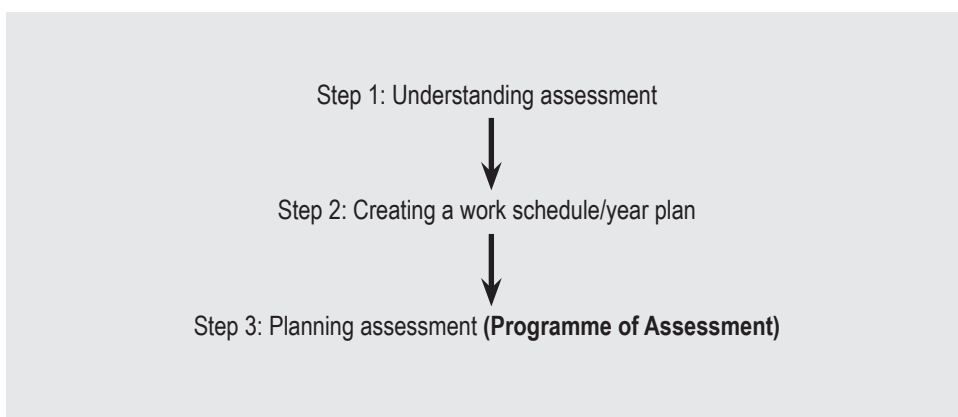 Step 1: Understanding assessment
Step 2: Creating a work schedule/year plan
Step 3: Planning assessment (Programme of Assessment)